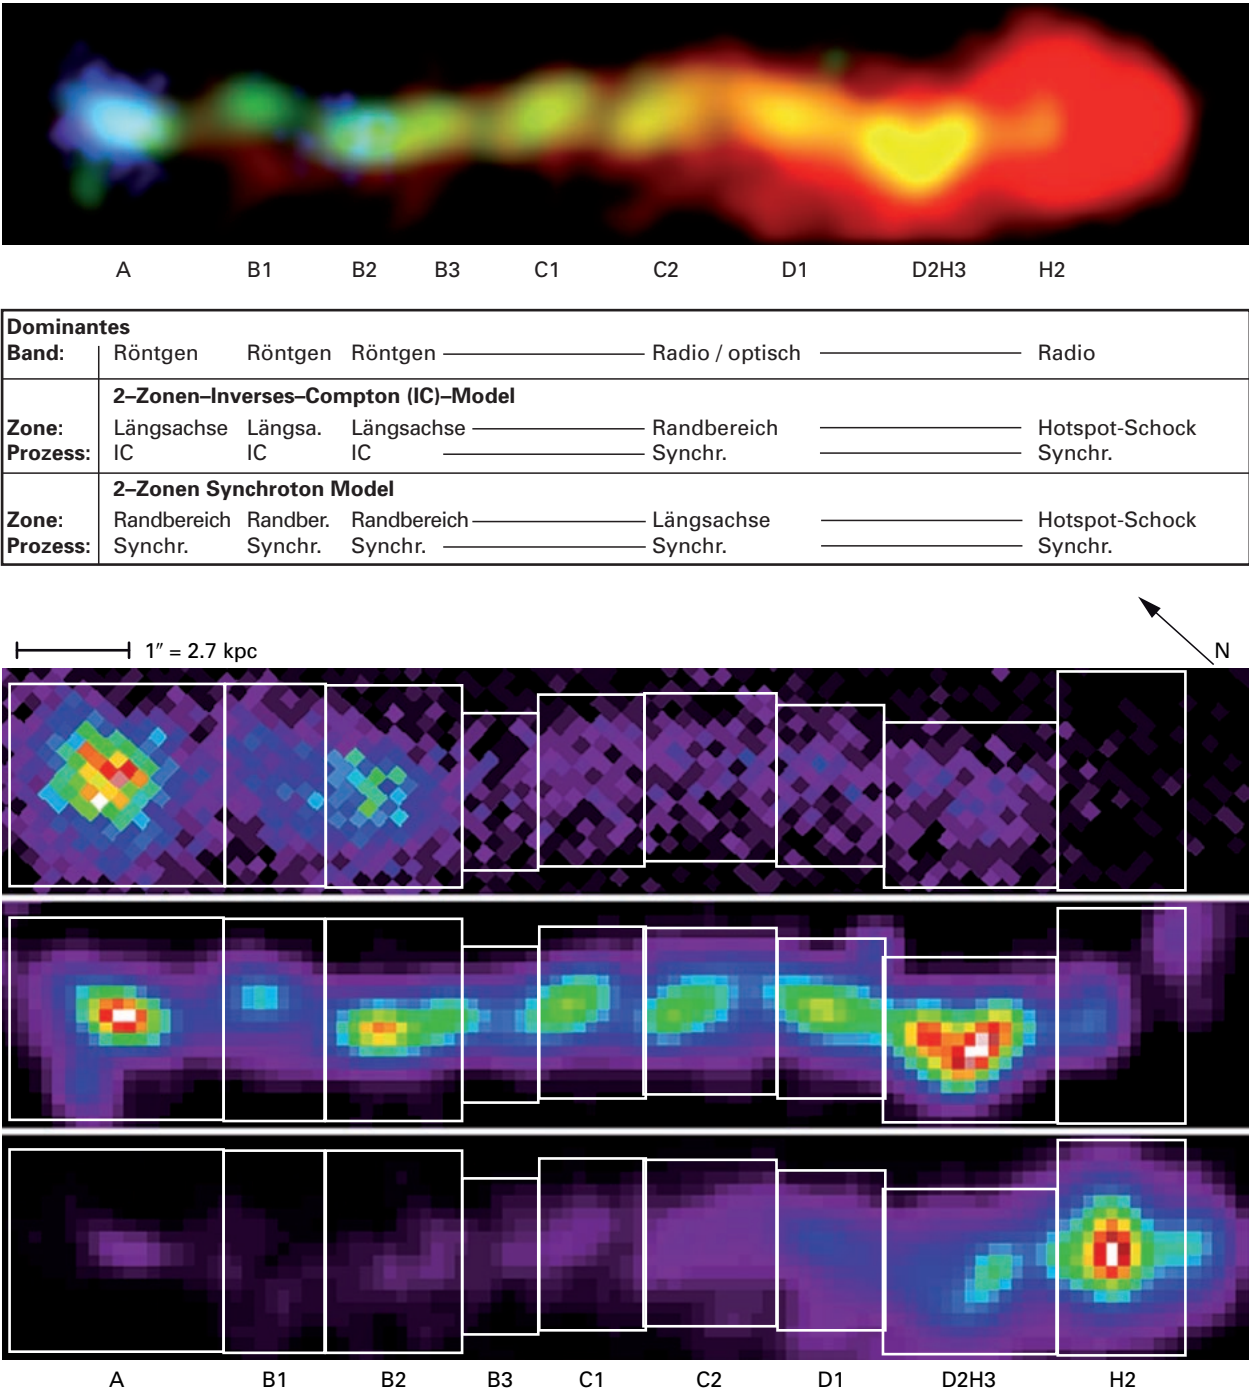 A B1 B2 B3 C1 C2 D1 D2H3 H2
Dominantes
Band: Röntgen Röntgen Röntgen Radio / optisch Radio
2–Zonen–Inverses–Compton (IC)–Model
Zone: Längsachse Längsa. Längsachse Randbereich Hotspot-Schock
Prozess: IC IC IC Synchr. Synchr.
2–Zonen Synchroton Model
Zone: Randbereich Randber. Randbereich Längsachse Hotspot-Schock
Prozess: Synchr. Synchr. Synchr. Synchr. Synchr.
1″ = 2.7 kpc N
A B1 B2 B3 C1 C2 D1 D2H3 H2